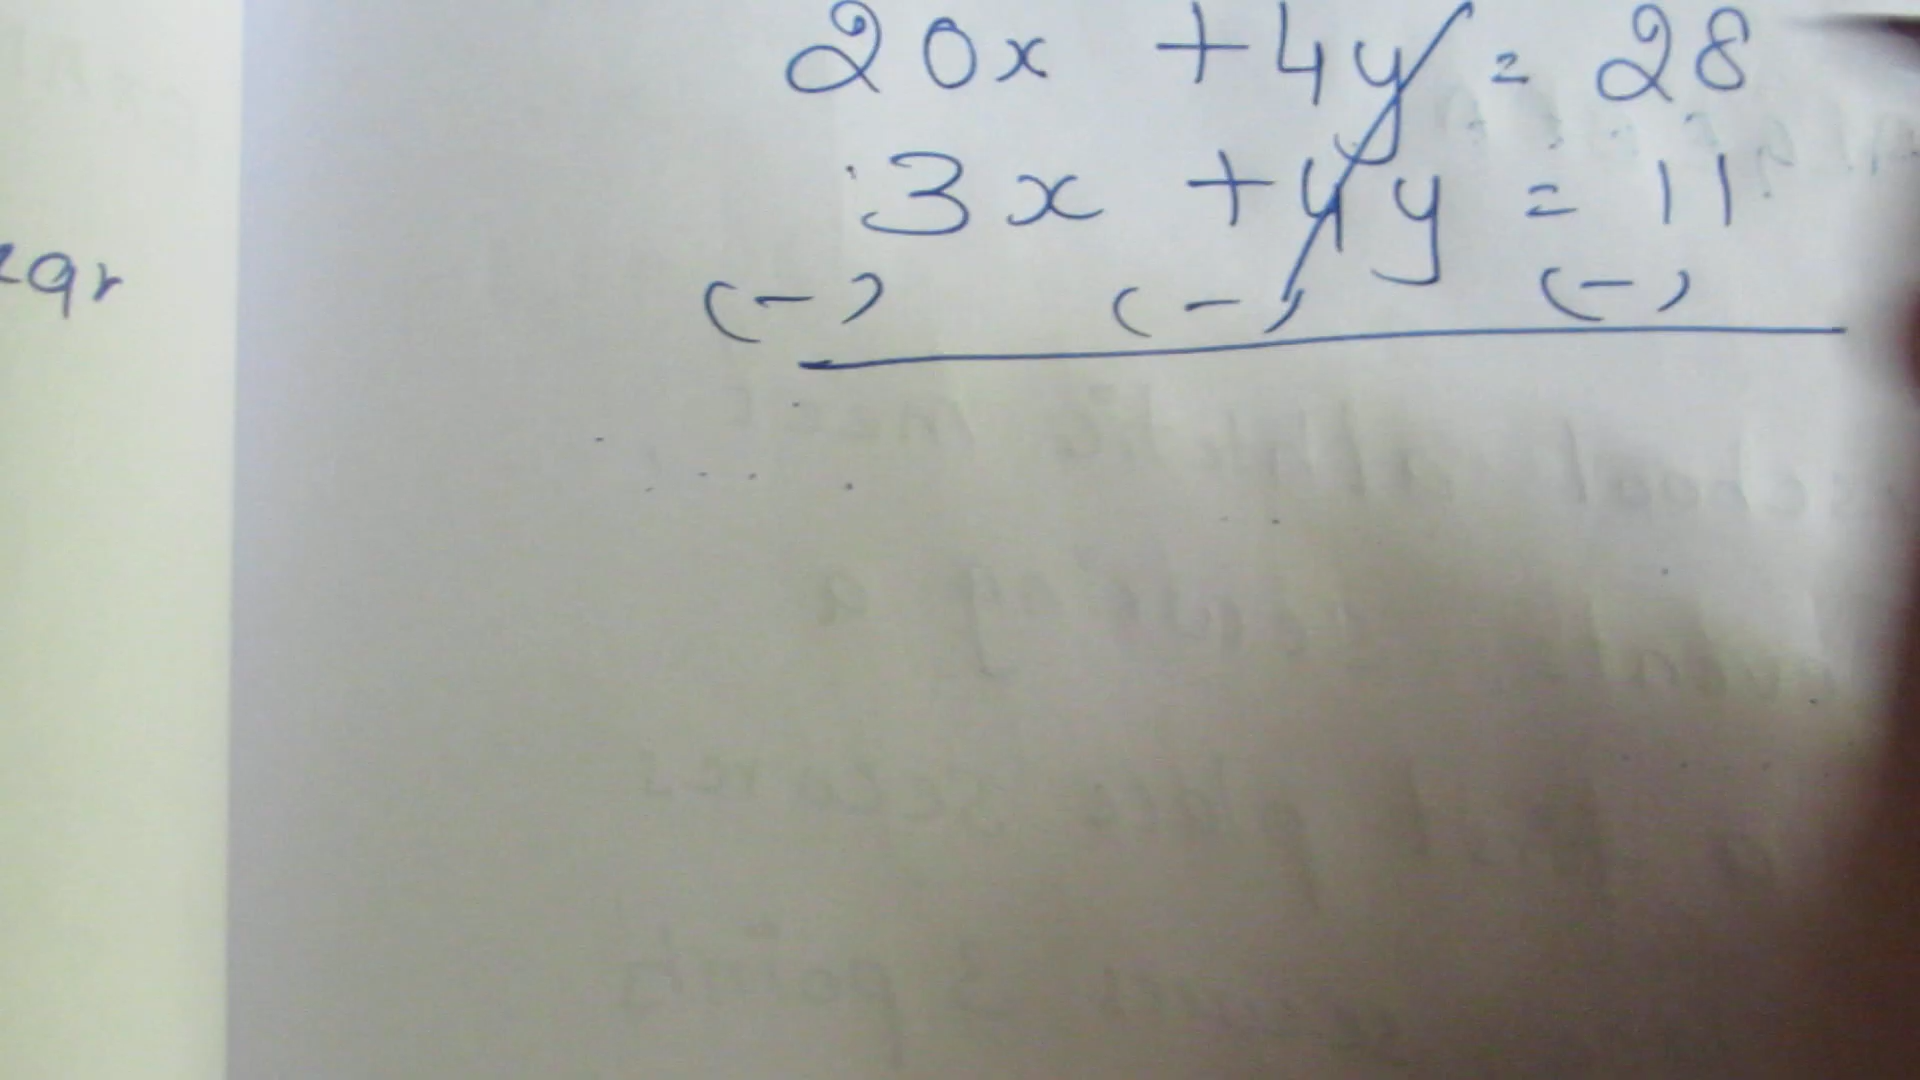 20x + 4y = 28
3x + 4y = 11
(-) (-) (-)